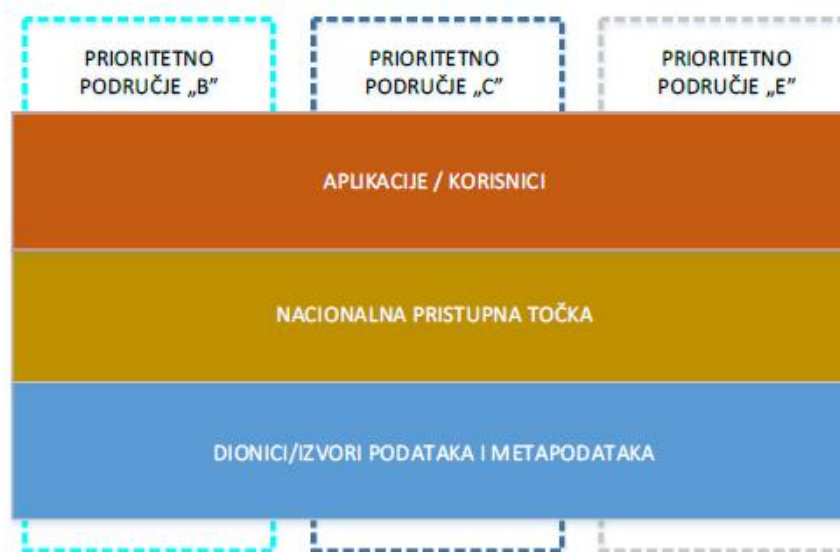 PRIORITETNO
PODRUČJE „B”
PRIORITETNO
PODRUČJE „C”
PRIORITETNO
PODRUČJE „E”
APLIKACIJE / KORISNICI
NACIONALNA PRISTUPNA TOČKA
DIONICI/IZVORI PODATAKA I METAPODATAKA